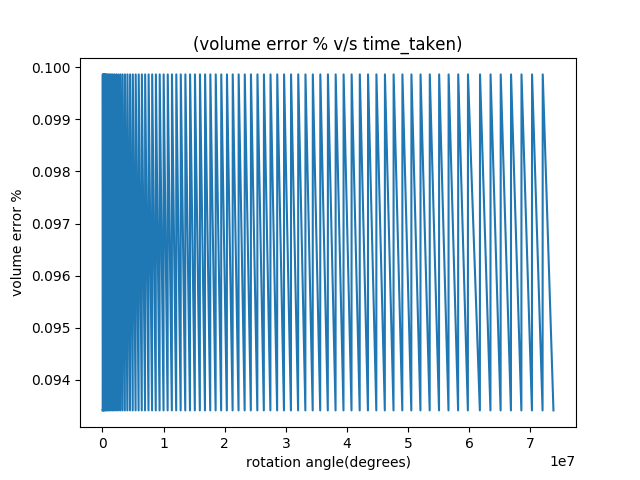 (volume error % v/s time_taken)
volume error %
0.100
0.099
0.098
0.097
0.096
0.095
0.094
0 1 2 3 4 5 6 7
1e7
rotation angle(degrees)